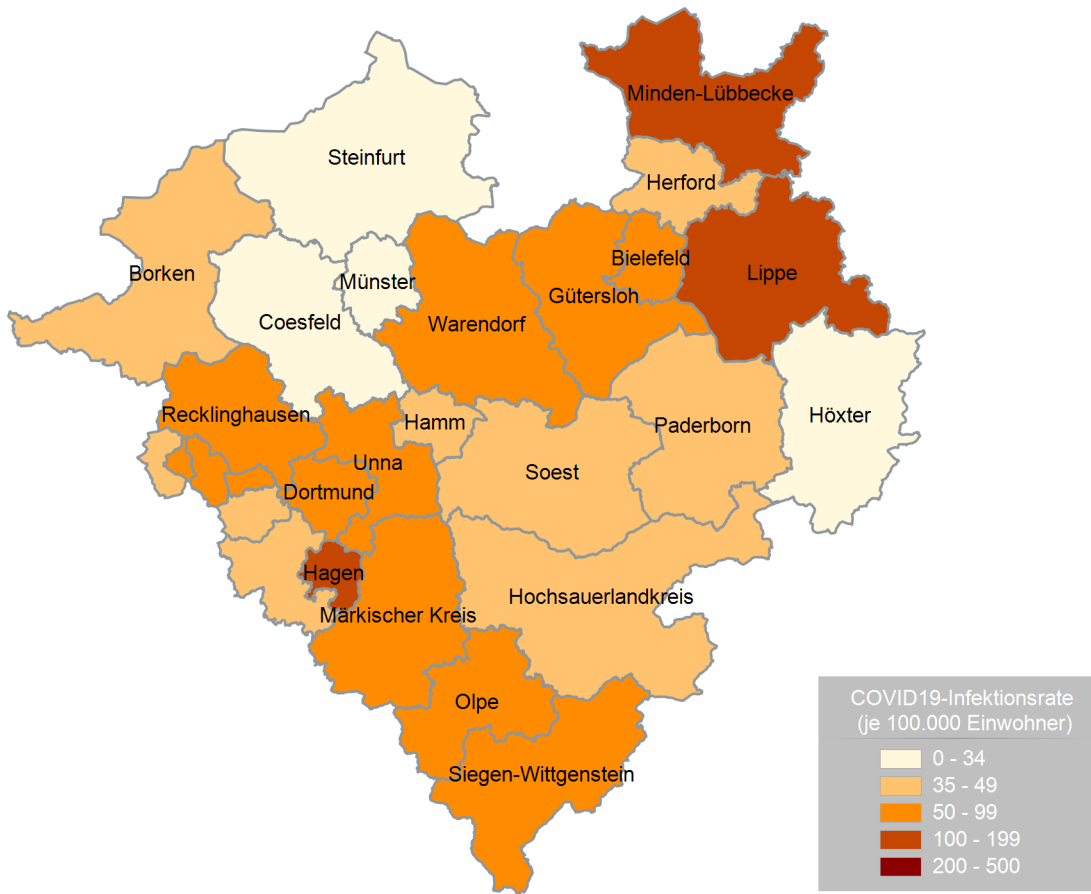 Minden-Lübbecke
Steinfurt
Herford
Bielefeld
Borken
Münster
Lippe
Gütersloh
Coesfeld
Warendorf
Recklinghausen
Hamm
Paderborn
Höxter
Unna
Soest
Dortmund
Hagen
Hochsauerlandkreis
Märkischer Kreis
Olpe
Siegen-Wittgenstein
COVID19-Infektionsrate
(je 100.000 Einwohner)
0 - 34
35 - 49
50 - 99
100 - 199
200 - 500